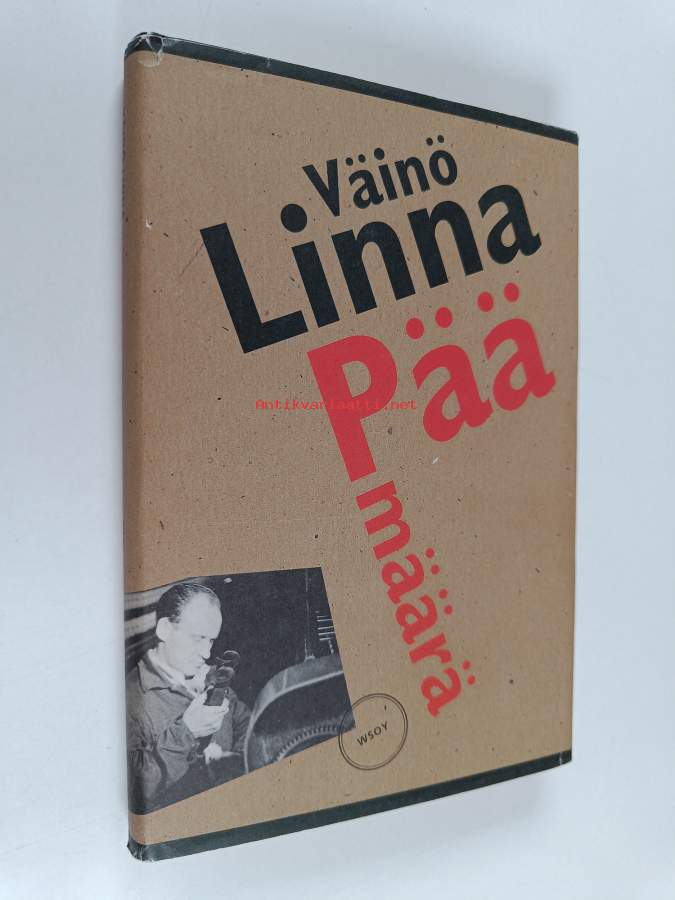 Väinö
Linna
Pää
määrä
Antikvariaatti.net
WSOY